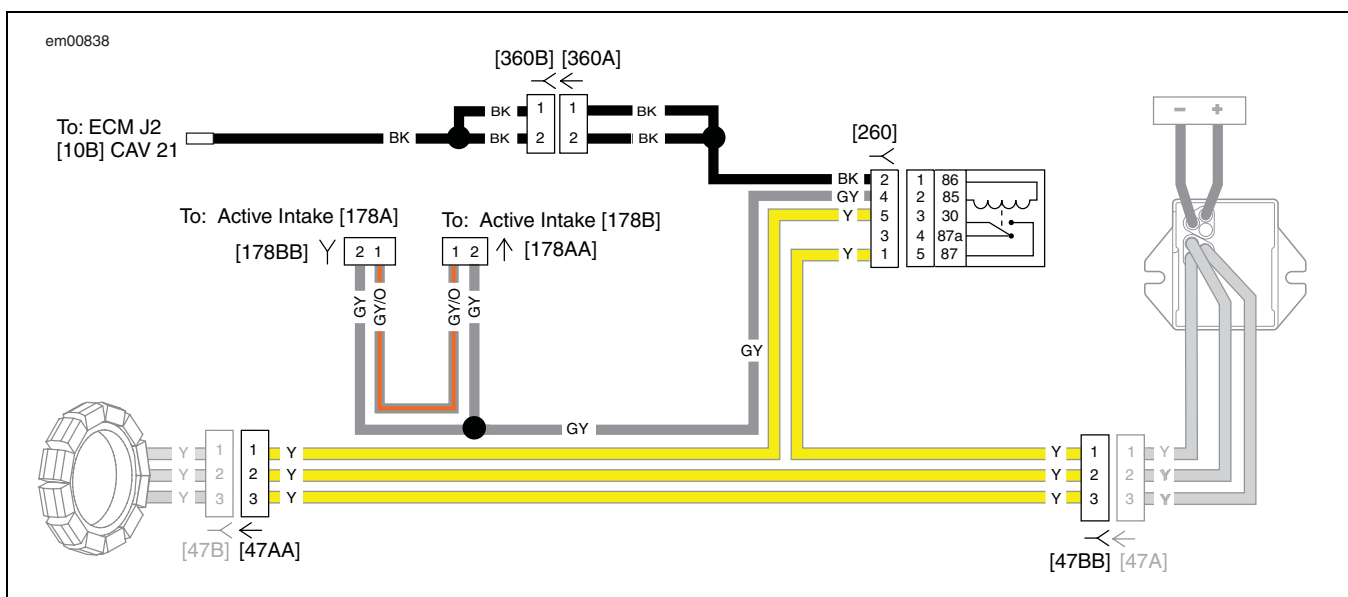 em00838
[360B] [360A]
To: ECM J2
[10B] CAV 21
BK
BK 1 1 BK
BK 2 2 BK
[260]
BK 2 1 86
GY 4 2 85
Y 5 3 30
3 4 87a
Y 1 5 87
- +
To: Active Intake [178A]
[178BB]
2 1
To: Active Intake [178B]
[178AA]
1 2
GY
GY/O
GY/O
GY
GY
GY
Y 1 1 Y
Y 2 2 Y
Y 3 3 Y
[47B] [47AA]
Y 1 1 Y
Y 2 2 Y
Y 3 3 Y
[47BB] [47A]